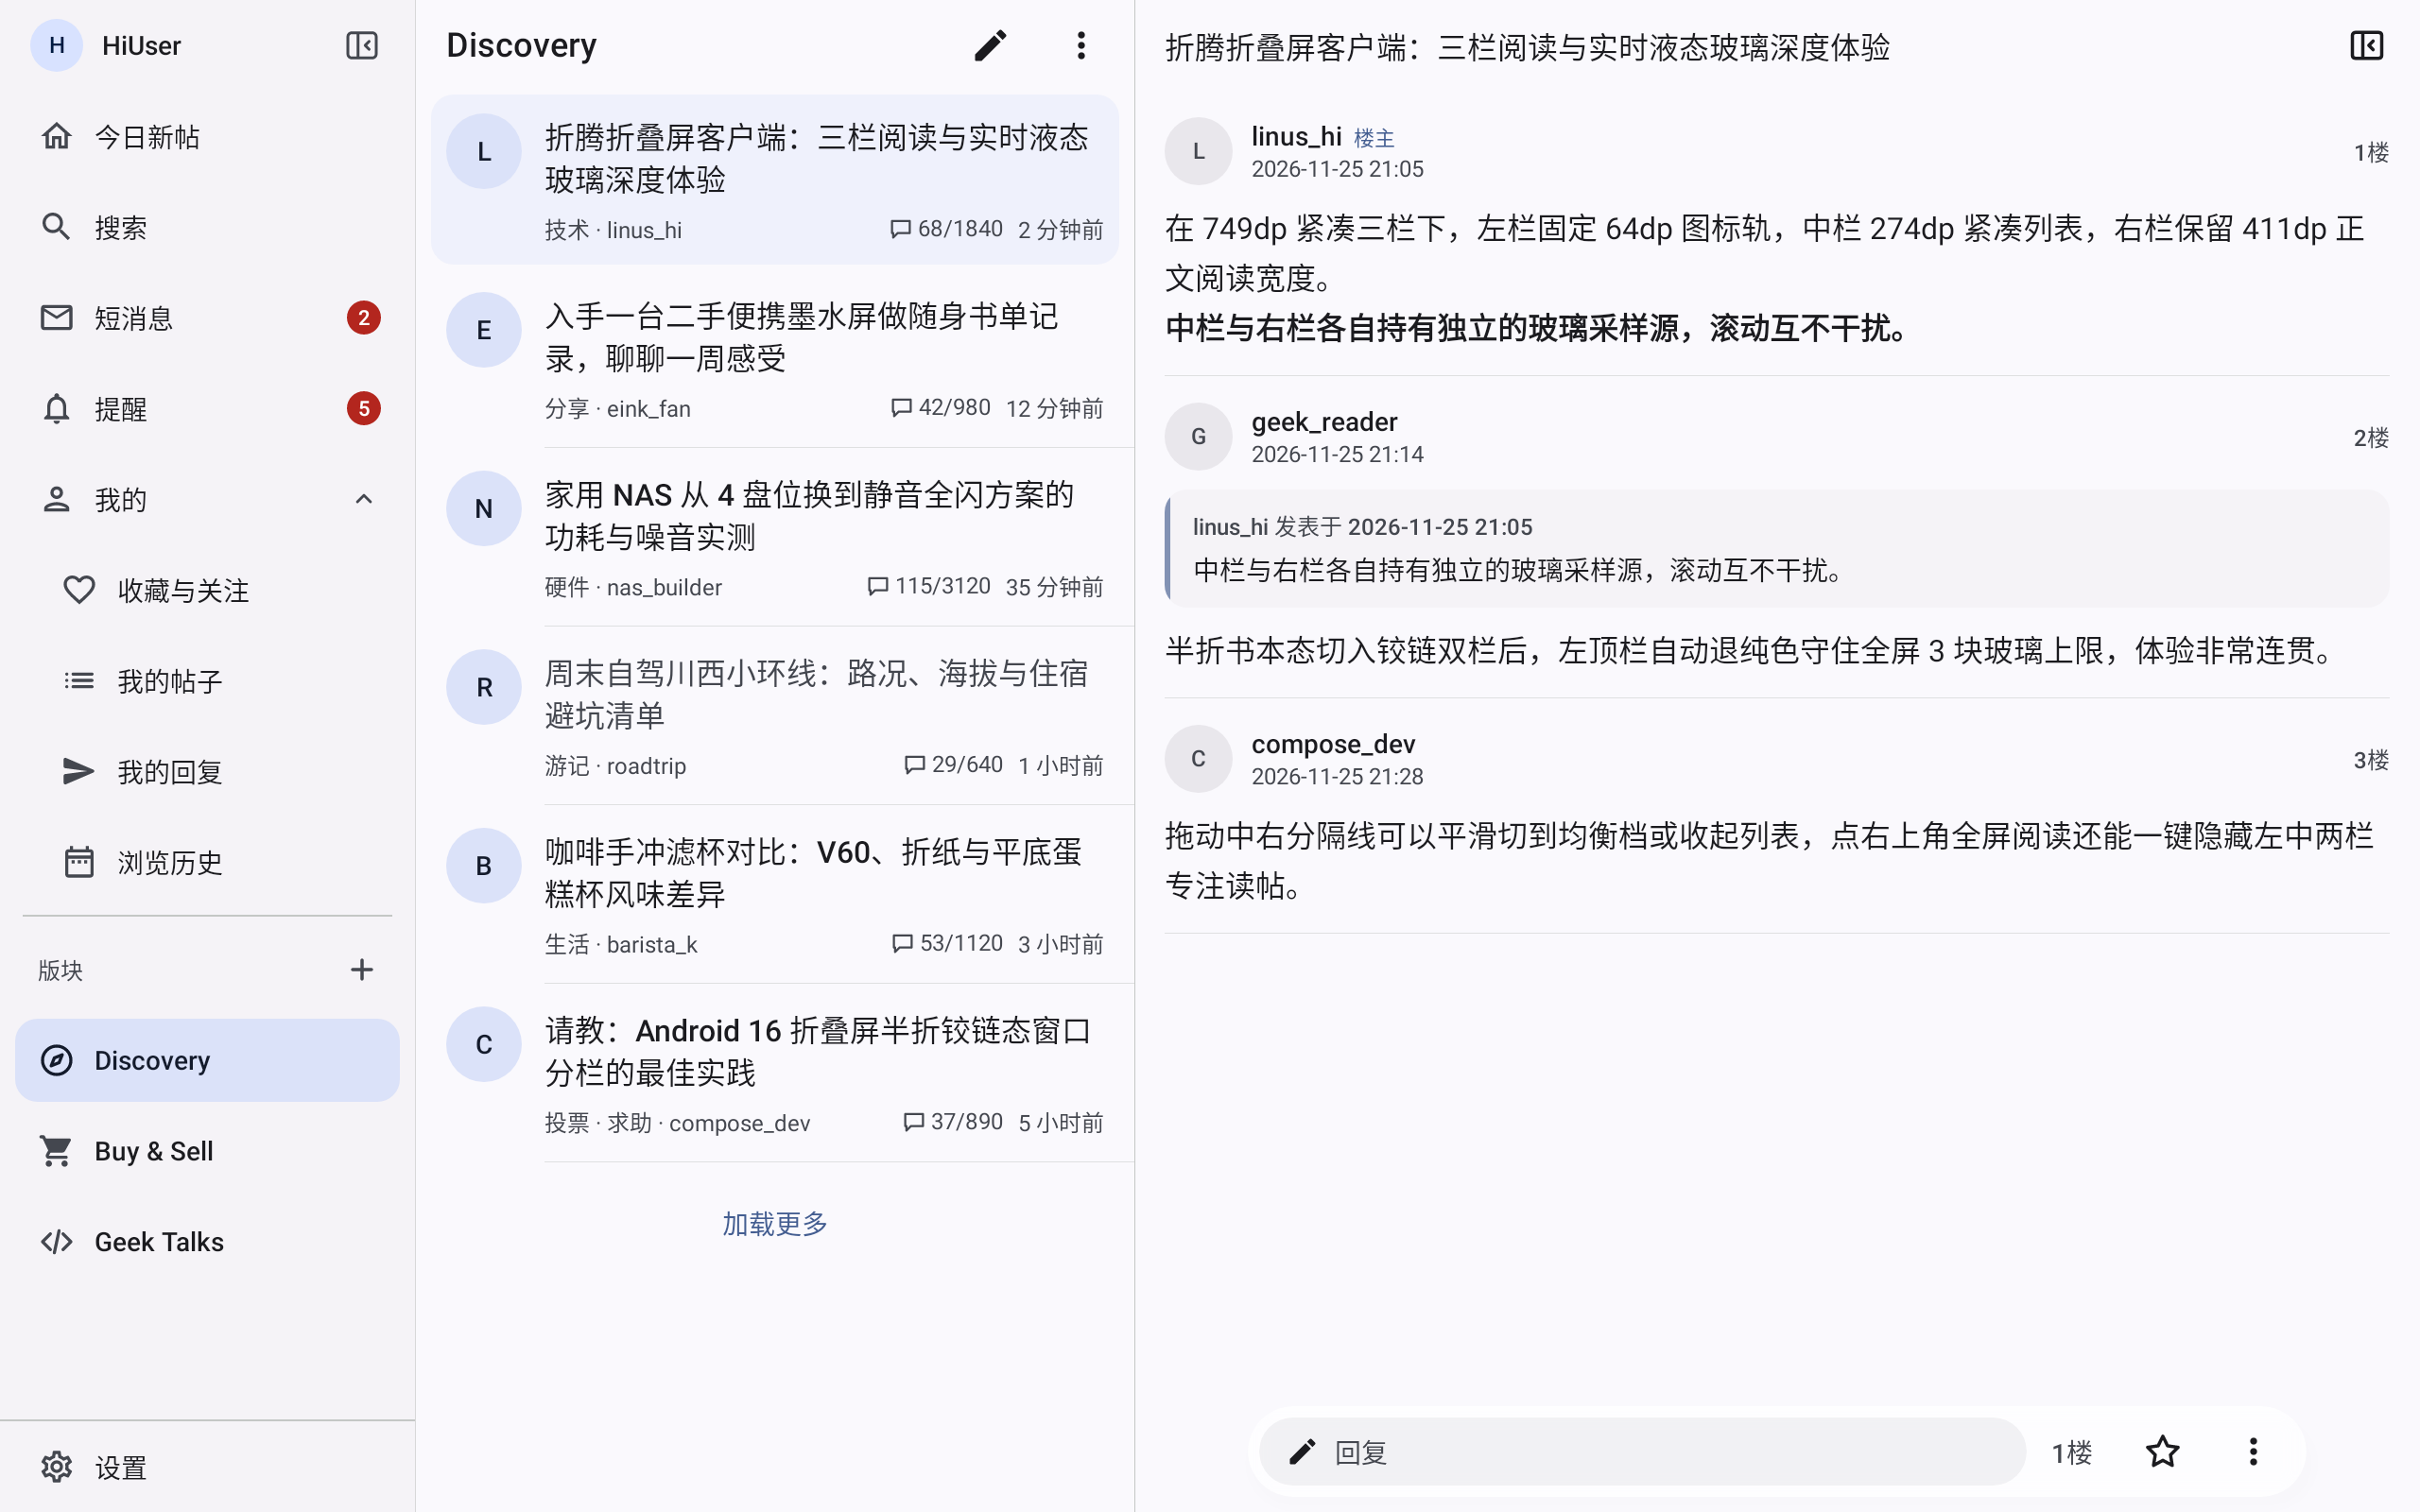 H HiUser
今日新帖
搜索
短消息 2
提醒 5
我的
收藏与关注
我的帖子
我的回复
浏览历史
版块
Discovery
Buy & Sell
Geek Talks
设置
Discovery
L
折腾折叠屏客户端：三栏阅读与实时液态
玻璃深度体验
技术 · linus_hi 68/1840 2 分钟前
E
入手一台二手便携墨水屏做随身书单记
录，聊聊一周感受
分享 · eink_fan 42/980 12 分钟前
N
家用 NAS 从 4 盘位换到静音全闪方案的
功耗与噪音实测
硬件 · nas_builder 115/3120 35 分钟前
R
周末自驾川西小环线：路况、海拔与住宿
避坑清单
游记 · roadtrip 29/640 1 小时前
B
咖啡手冲滤杯对比：V60、折纸与平底蛋
糕杯风味差异
生活 · barista_k 53/1120 3 小时前
C
请教：Android 16 折叠屏半折铰链态窗口
分栏的最佳实践
投票 · 求助 · compose_dev 37/890 5 小时前
加载更多
折腾折叠屏客户端：三栏阅读与实时液态玻璃深度体验
L
linus_hi 楼主
2026-11-25 21:05
1楼
在 749dp 紧凑三栏下，左栏固定 64dp 图标轨，中栏 274dp 紧凑列表，右栏保留 411dp 正
文阅读宽度。
中栏与右栏各自持有独立的玻璃采样源，滚动互不干扰。
G
geek_reader
2026-11-25 21:14
2楼
linus_hi 发表于 2026-11-25 21:05
中栏与右栏各自持有独立的玻璃采样源，滚动互不干扰。
半折书本态切入铰链双栏后，左顶栏自动退纯色守住全屏 3 块玻璃上限，体验非常连贯。
C
compose_dev
2026-11-25 21:28
3楼
拖动中右分隔线可以平滑切到均衡档或收起列表，点右上角全屏阅读还能一键隐藏左中两栏
专注读帖。
回复 1楼